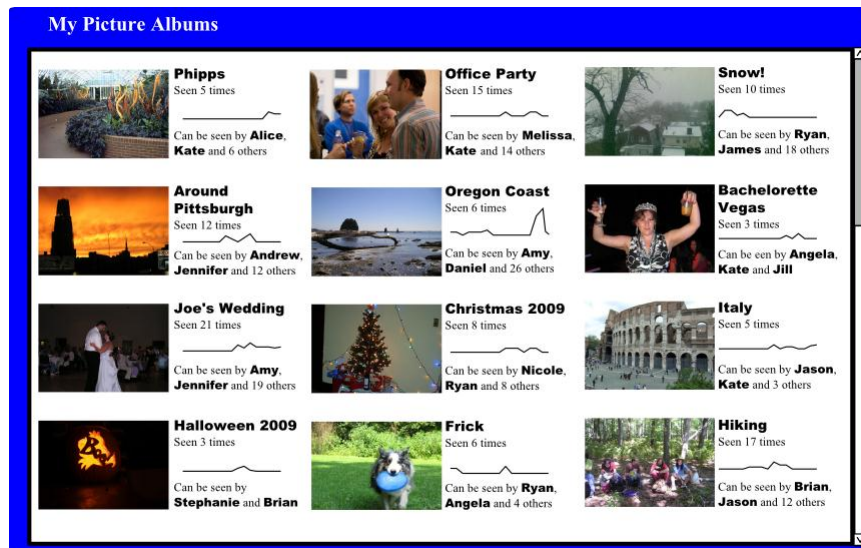 My Picture Albums
Phipps
Seen 5 times
Can be seen by Alice,
Kate and 6 others
Office Party
Seen 15 times
Can be seen by Melissa,
Kate and 14 others
Snow!
Seen 10 times
Can be seen by Ryan,
James and 18 others
Around
Pittsburgh
Seen 12 times
Can be seen by Andrew,
Jennifer and 12 others
Oregon Coast
Seen 6 times
Can be seen by Amy,
Daniel and 26 others
Bachelorette
Vegas
Seen 3 times
Can be een by Angela,
Kate and Jill
Joe's Wedding
Seen 21 times
Can be seen by Amy,
Jennifer and 19 others
Christmas 2009
Seen 8 times
Can be seen by Nicole,
Ryan and 8 others
Italy
Seen 5 times
Can be seen by Jason,
Kate and 3 others
Halloween 2009
Seen 3 times
Can be seen by
Stephanie and Brian
Frick
Seen 6 times
Can be seen by Ryan,
Angela and 4 others
Hiking
Seen 17 times
Can be seen by Brian,
Jason and 12 others